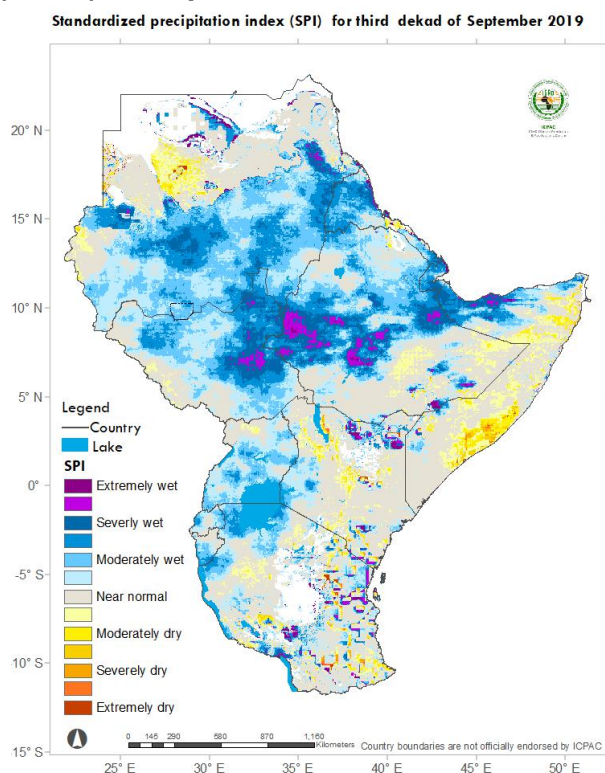 Standardized precipitation index (SPI) for third dekad of September 2019
ICPAC
20° N
15° N
10° N
5° N
0°
-5° S
10° S
15° S
Legend
Country
Lake
SPI
Extremely wet
Severly wet
Moderately wet
Near normal
Moderately dry
Severely dry
Extremely dry
0 145 290 580 870 1,160
Kilometers
Country boundaries are not officially endorsed by ICPAC
25° E 30° E 35° E 40° E 45° E 50° E